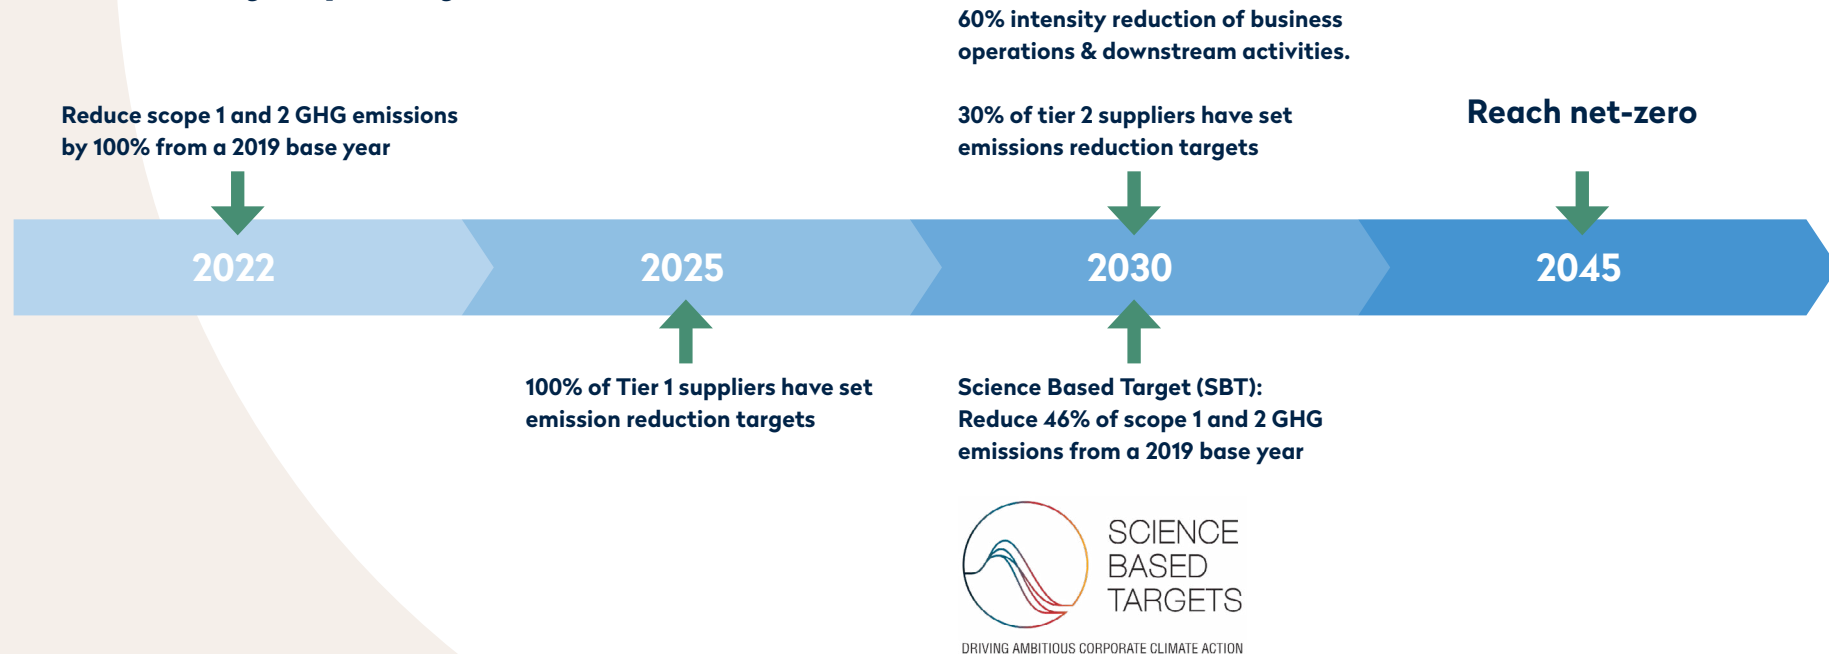 60% intensity reduction of business
operations & downstream activities.
Reduce scope 1 and 2 GHG emissions
by 100% from a 2019 base year
30% of tier 2 suppliers have set
emissions reduction targets
Reach net-zero
2022
2025
2030
2045
100% of Tier 1 suppliers have set
emission reduction targets
Science Based Target (SBT):
Reduce 46% of scope 1 and 2 GHG
emissions from a 2019 base year
SCIENCE
BASED
TARGETS
DRIVING AMBITIOUS CORPORATE CLIMATE ACTION